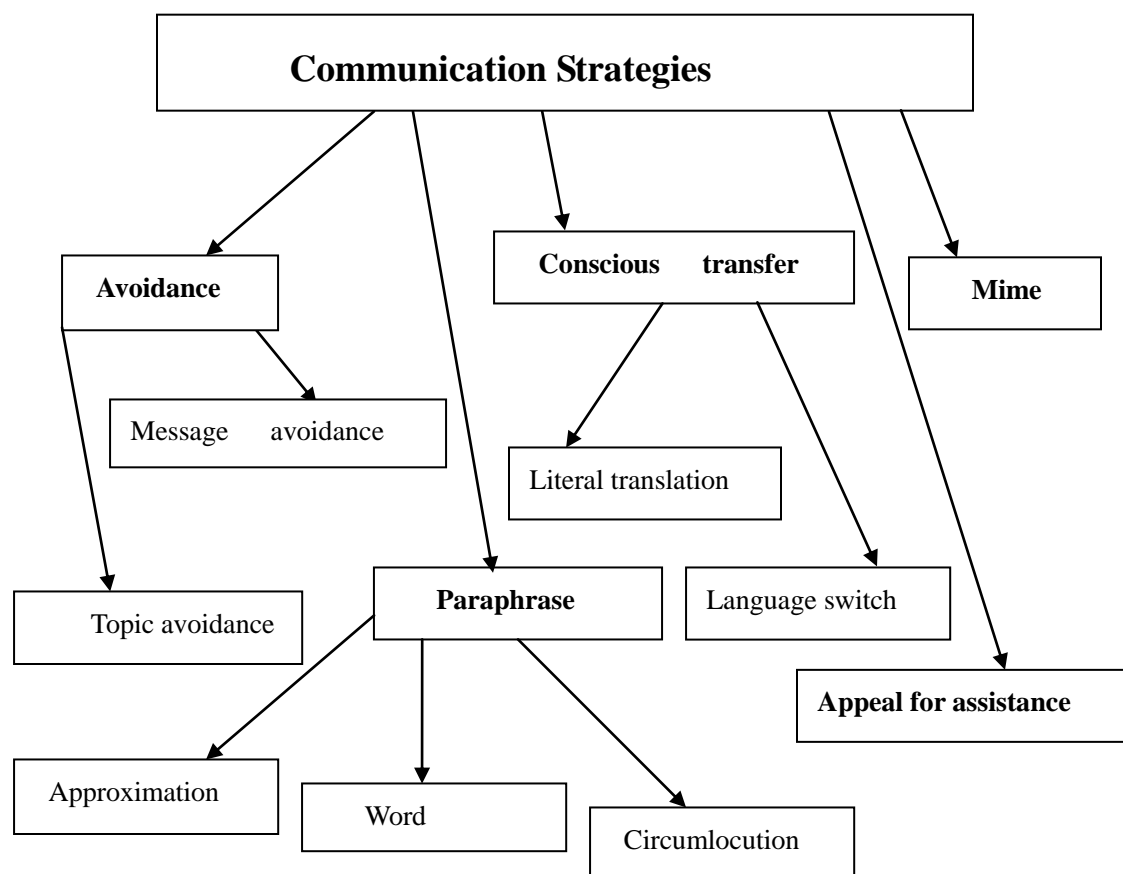 Communication Strategies
Avoidance
Conscious transfer
Mime
Message avoidance
Literal translation
Topic avoidance
Paraphrase
Language switch
Appeal for assistance
Approximation
Word
Circumlocution